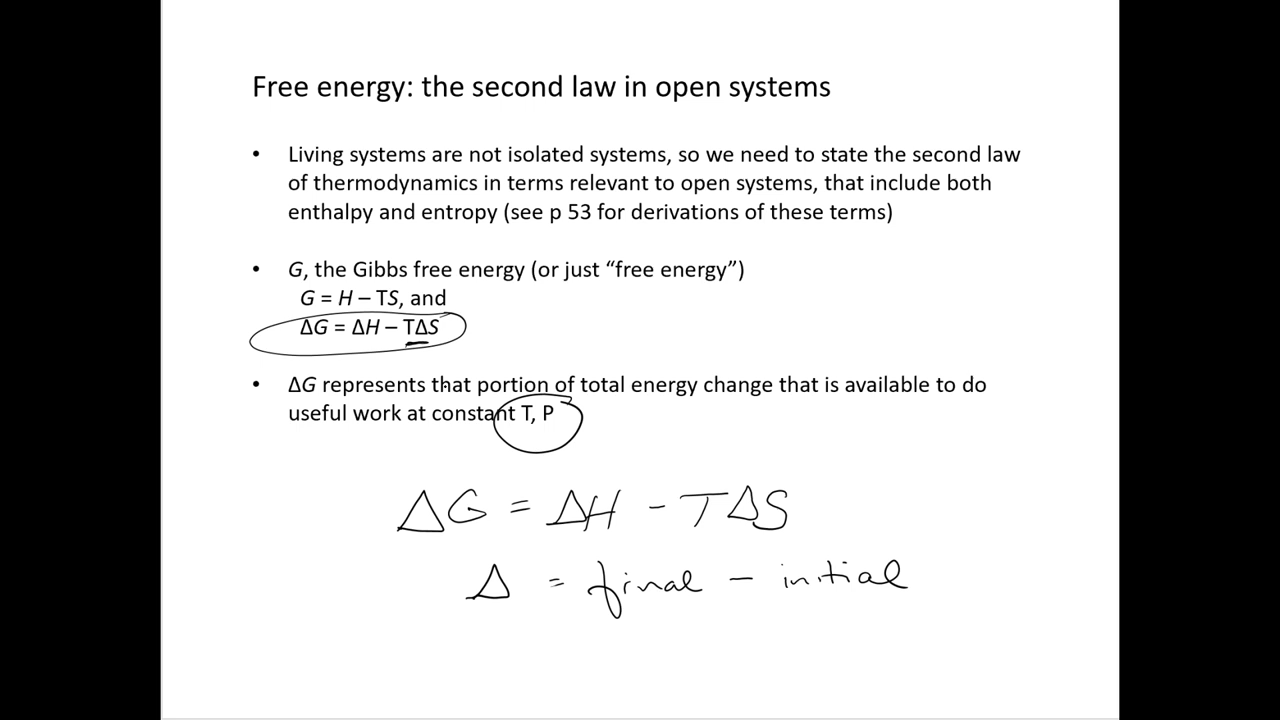 Free energy: the second law in open systems
• Living systems are not isolated systems, so we need to state the second law
of thermodynamics in terms relevant to open systems, that include both
enthalpy and entropy (see p 53 for derivations of these terms)
• G, the Gibbs free energy (or just “free energy”)
G = H – TS, and
ΔG = ΔH – TΔS
• ΔG represents that portion of total energy change that is available to do
useful work at constant T, P
ΔG = ΔH - TΔS
Δ = final - initial